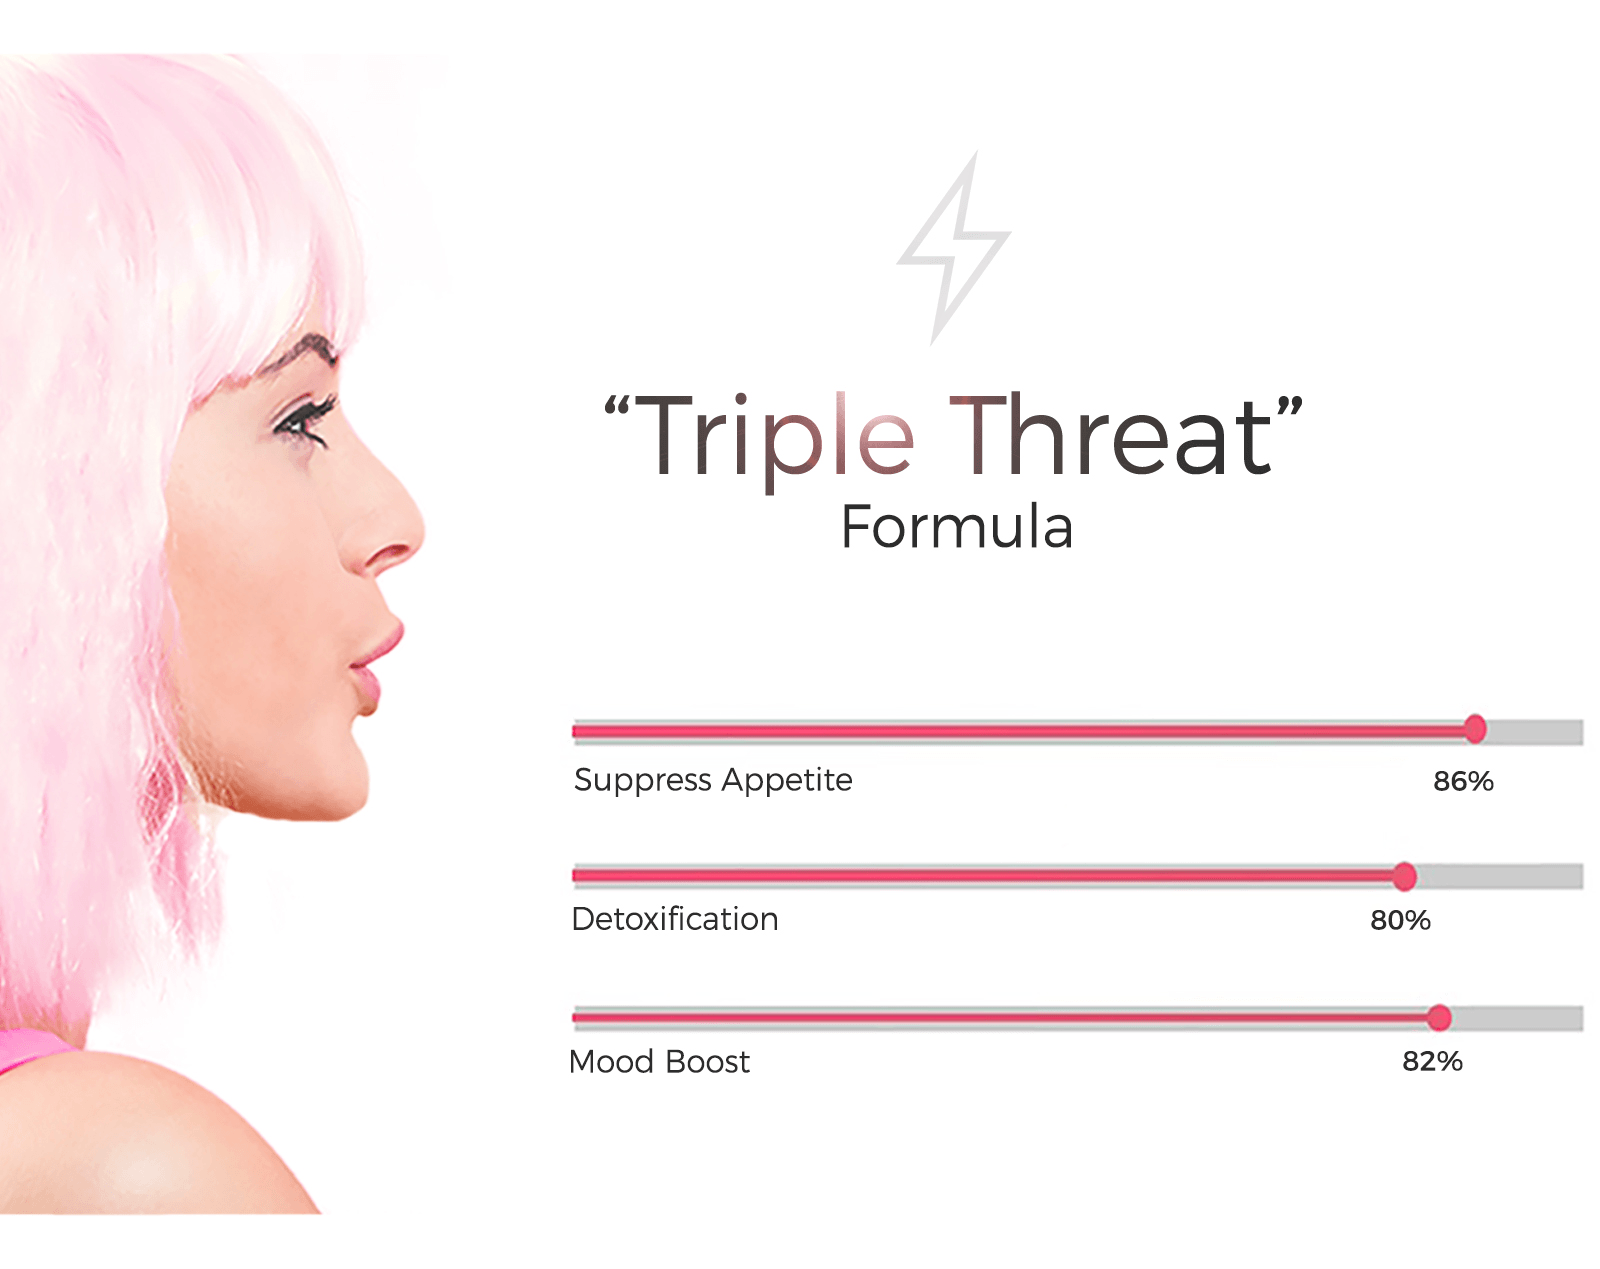 “Triple Threat”
Formula
Suppress Appetite
86%
Detoxification
80%
Mood Boost
82%